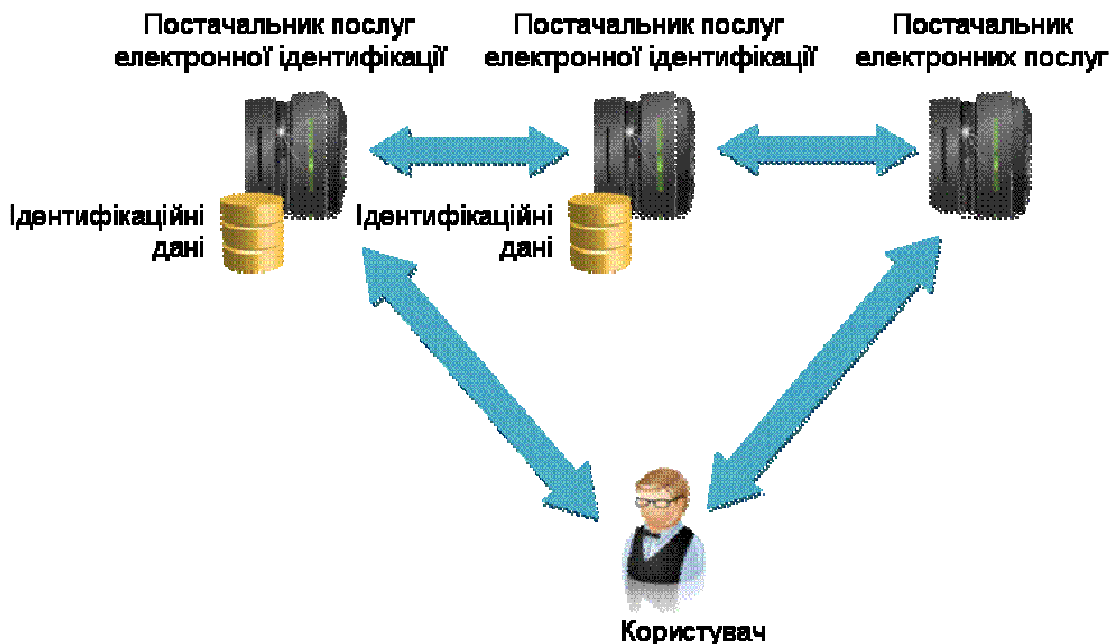 Постачальник послуг
електронної ідентифікації
Постачальник послуг
електронної ідентифікації
Постачальник
електронних послуг
Ідентифікаційні
дані
Ідентифікаційні
дані
Користувач